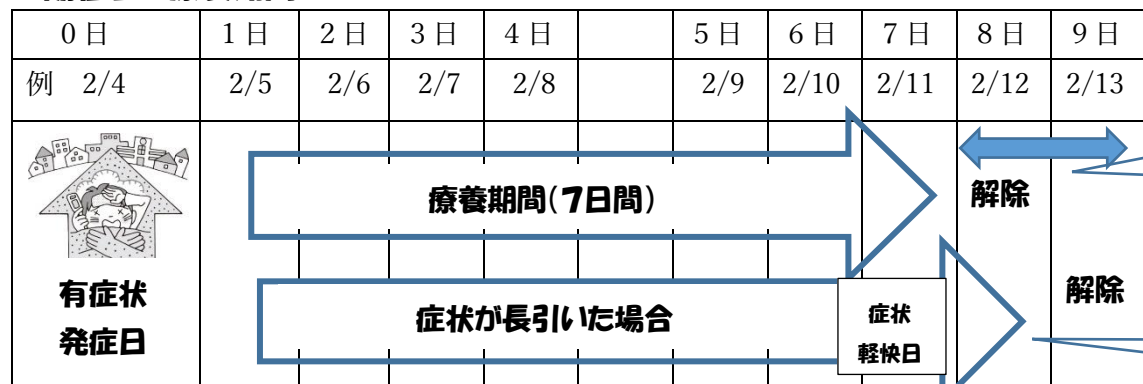 0日 1日 2日 3日 4日 5日 6日 7日 8日 9日
例 2/4 2/5 2/6 2/7 2/8 2/9 2/10 2/11 2/12 2/13
療養期間(7日間)
解除
有症状
発症日
症状が長引いた場合
症状
軽快日
解除